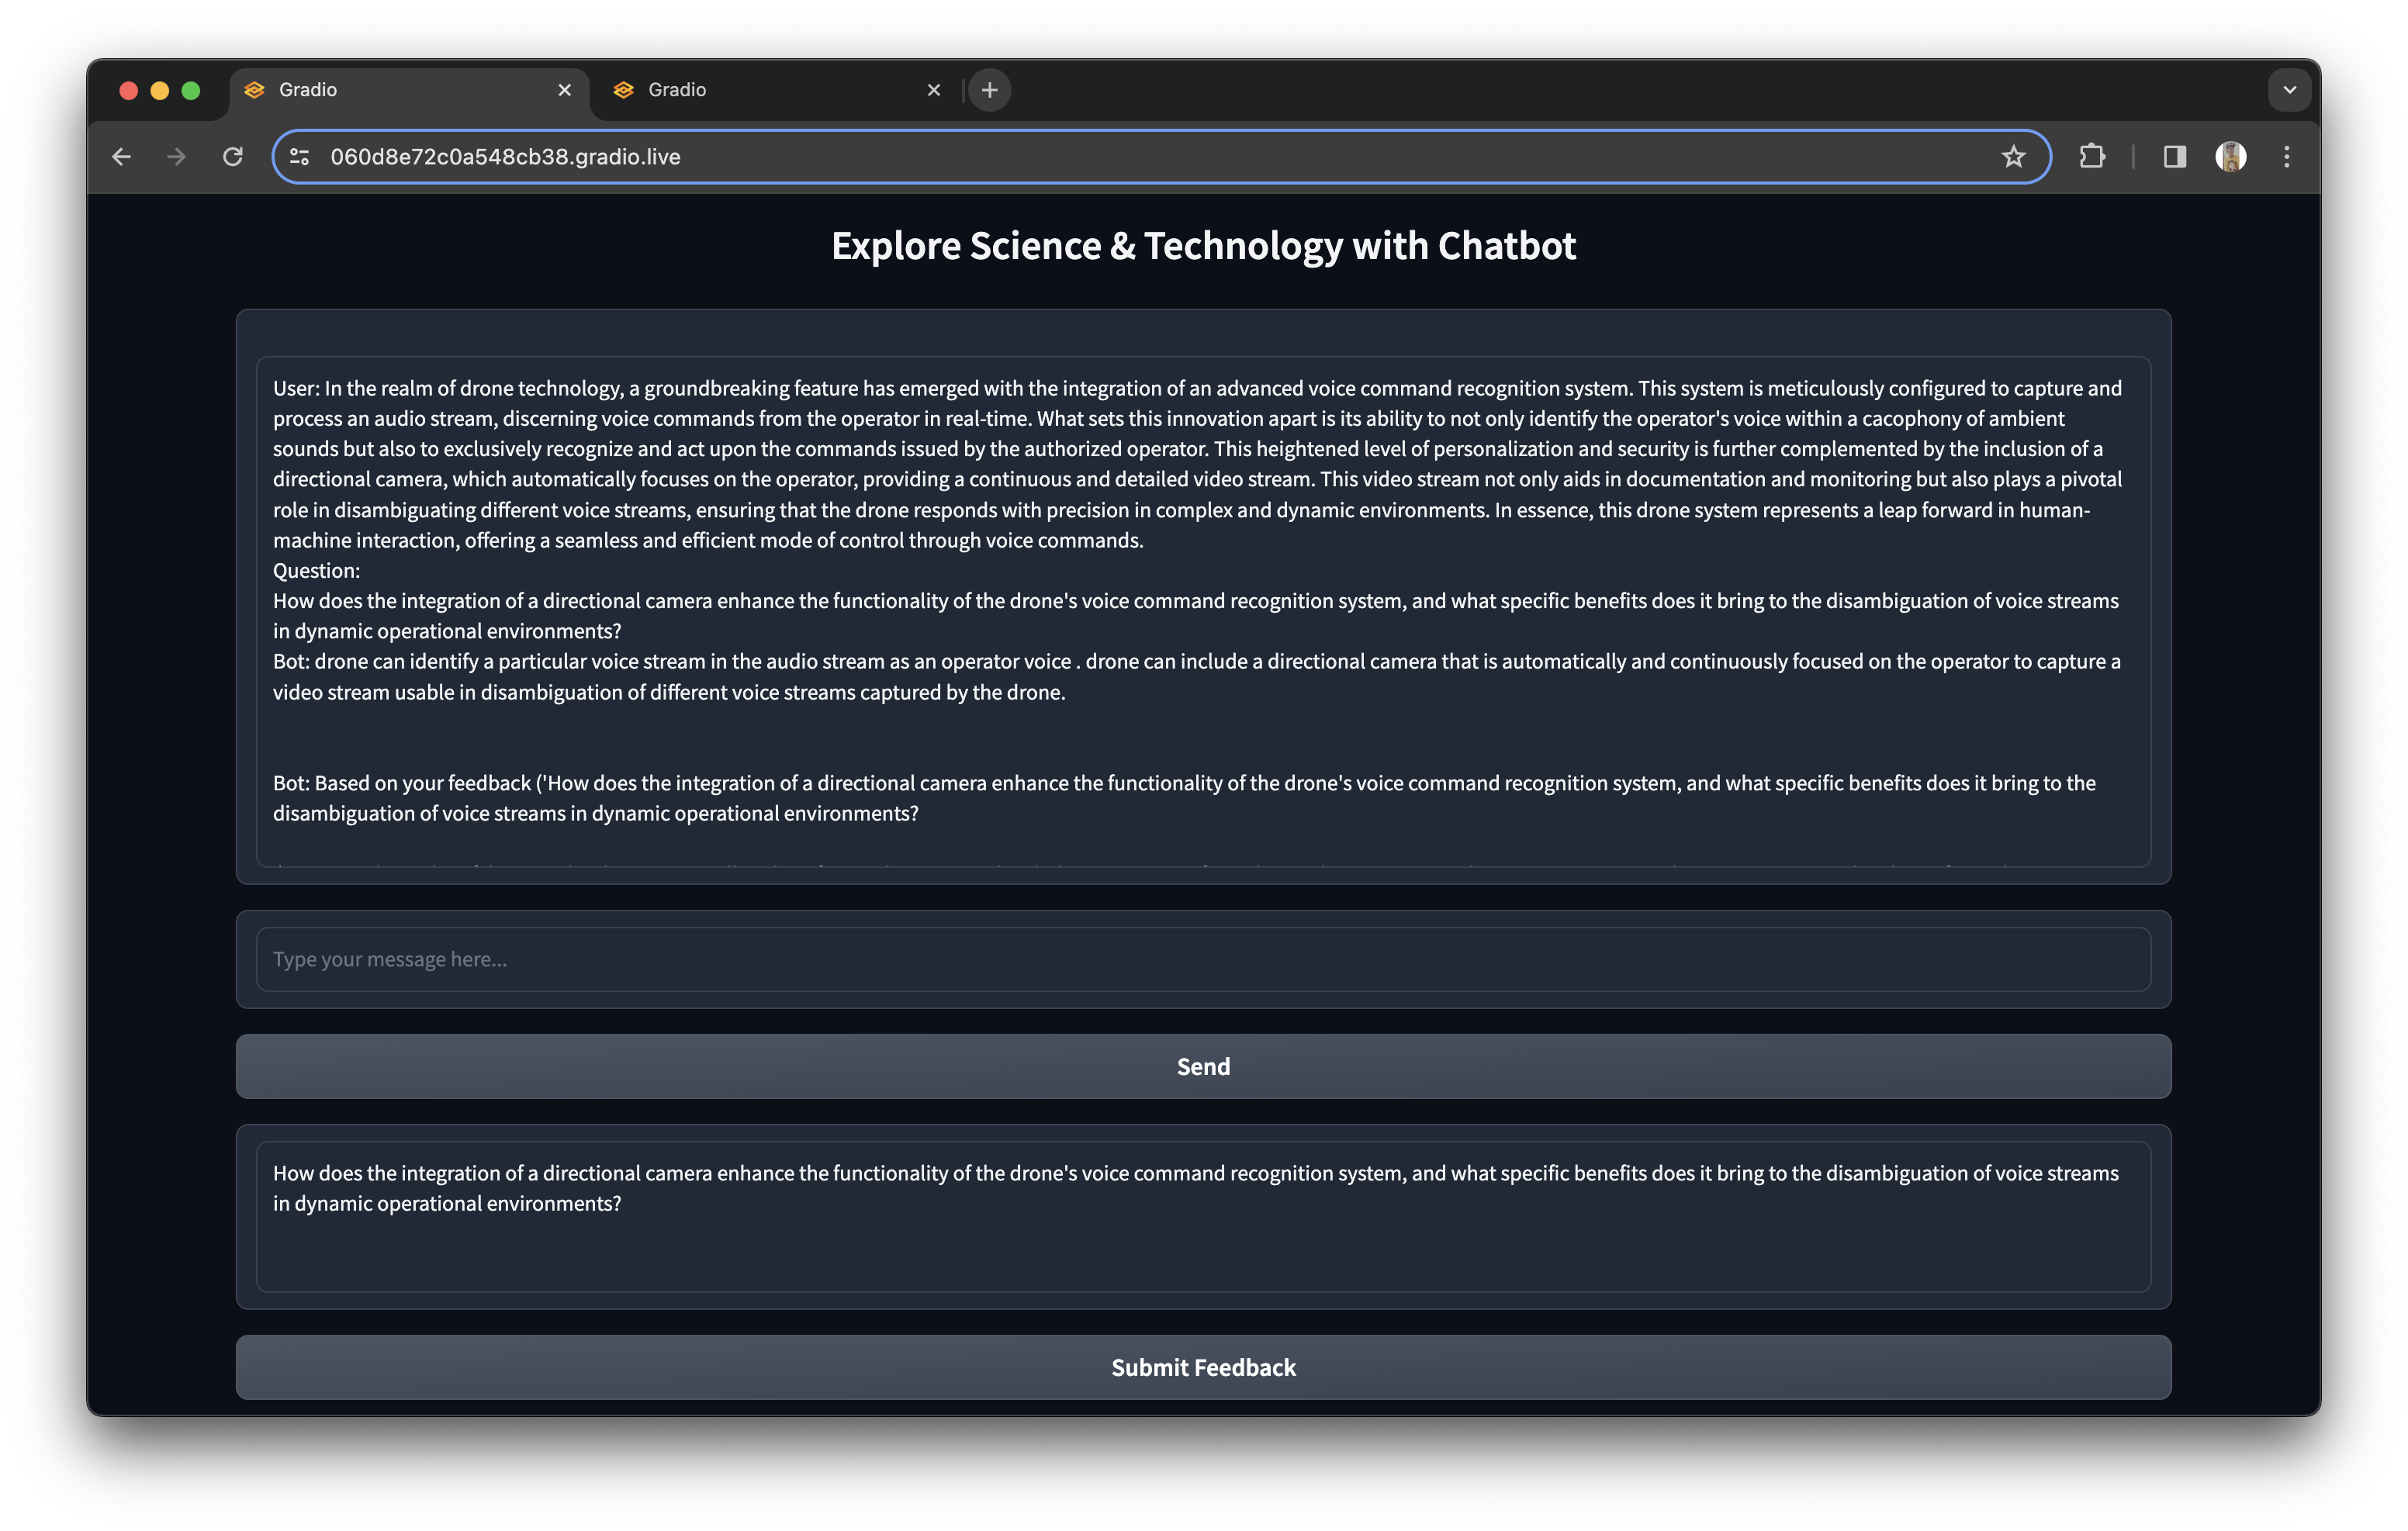 Gradio
Gradio
060d8e72c0a548cb38.gradio.live
Explore Science & Technology with Chatbot
User: In the realm of drone technology, a groundbreaking feature has emerged with the integration of an advanced voice command recognition system. This system is meticulously configured to capture and
process an audio stream, discerning voice commands from the operator in real-time. What sets this innovation apart is its ability to not only identify the operator's voice within a cacophony of ambient
sounds but also to exclusively recognize and act upon the commands issued by the authorized operator. This heightened level of personalization and security is further complemented by the inclusion of a
directional camera, which automatically focuses on the operator, providing a continuous and detailed video stream. This video stream not only aids in documentation and monitoring but also plays a pivotal
role in disambiguating different voice streams, ensuring that the drone responds with precision in complex and dynamic environments. In essence, this drone system represents a leap forward in human-
machine interaction, offering a seamless and efficient mode of control through voice commands.
Question:
How does the integration of a directional camera enhance the functionality of the drone's voice command recognition system, and what specific benefits does it bring to the disambiguation of voice streams
in dynamic operational environments?
Bot: drone can identify a particular voice stream in the audio stream as an operator voice . drone can include a directional camera that is automatically and continuously focused on the operator to capture a
video stream usable in disambiguation of different voice streams captured by the drone.
Bot: Based on your feedback ('How does the integration of a directional camera enhance the functionality of the drone's voice command recognition system, and what specific benefits does it bring to the
disambiguation of voice streams in dynamic operational environments?
Type your message here...
Send
How does the integration of a directional camera enhance the functionality of the drone's voice command recognition system, and what specific benefits does it bring to the disambiguation of voice streams
in dynamic operational environments?
Submit Feedback